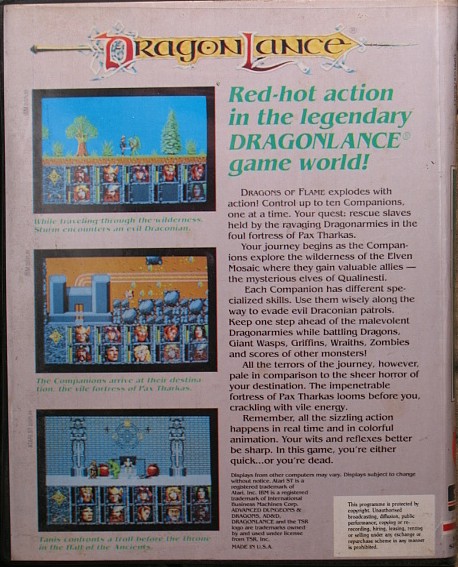 DRAGONLANCE
Red-hot action
in the legendary
DRAGONLANCE®
game world!
DRAGONS OF FLAME explodes with
action! Control up to ten Companions,
one at a time. Your quest: rescue slaves
held by the ravaging Dragonarmies in the
foul fortress of Pax Tharkas.
Your journey begins as the Compan-
ions explore the wilderness of the Elven
Mosaic where they gain valuable allies —
the mysterious elves of Qualinesti.
Each Companion has different spe-
cialized skills. Use them wisely along the
way to evade evil Draconian patrols.
Keep one step ahead of the malevolent
Dragonarmies while battling Dragons,
Giant Wasps, Griffins, Wraiths, Zombies
and scores of other monsters!
All the terrors of the journey, however,
pale in comparison to the sheer horror of
your destination. The impenetrable
fortress of Pax Tharkas looms before you,
crackling with vile energy.
Remember, all the sizzling action
happens in real time and in colorful
animation. Your wits and reflexes better
be sharp. In this game, you're either
quick...or you're dead.
While traveling through the wilderness,
Sturm encounters an evil Draconian.
The Companions arrive at their destina-
tion, the vile fortress of Pax Tharkas.
Tanis confronts a troll before the throne
in the Hall of the Ancients.
Displays from other computers may vary. Displays subject to change
without notice. Atari ST is a
registered trademark of
Atari, Inc. IBM is a registered
trademark of International
Business Machines Corp.
ADVANCED DUNGEONS &
DRAGONS, AD&D,
DRAGONLANCE and the TSR
logo are trademarks owned
by and used under license
from TSR, Inc.
MADE IN U.S.A.
This programme is protected by
copyright. Unauthorised
broadcasting, diffusion, public
performance, copying or re-
recording, hiring, leasing, renting
or selling under any exchange or
repurchase scheme in any manner
is prohibited.